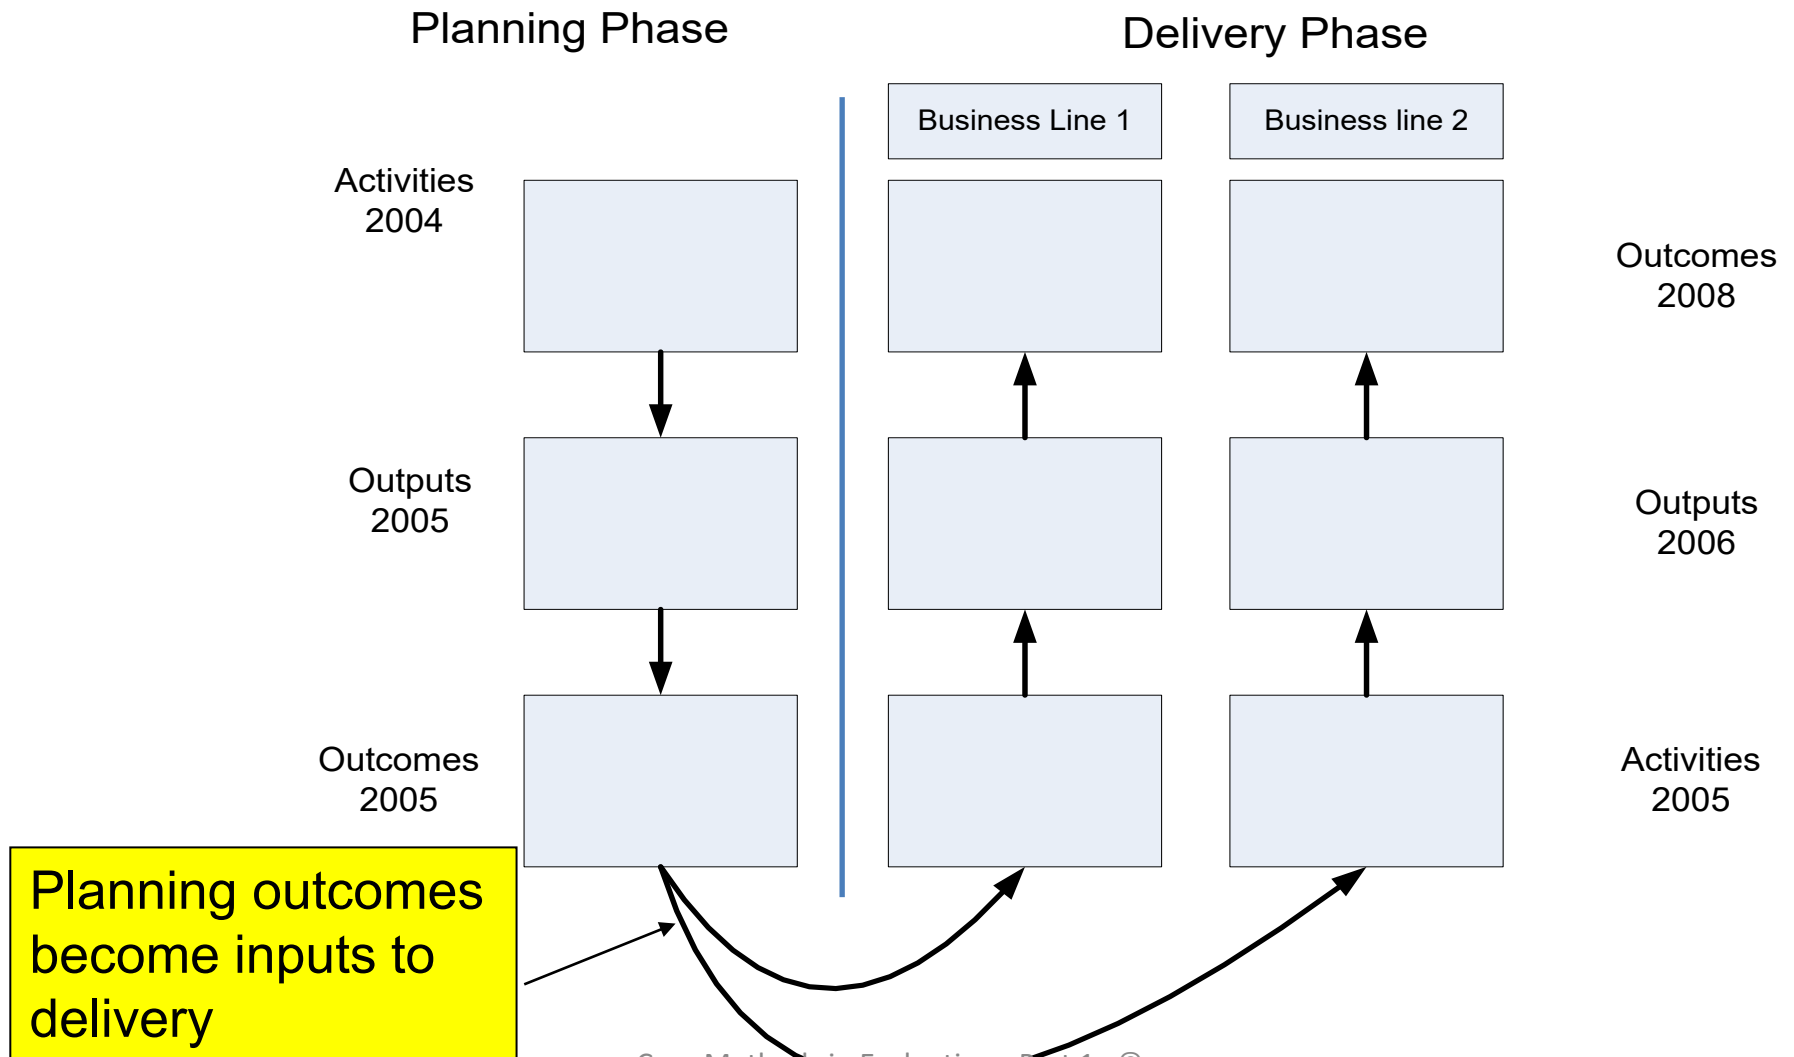 Planning Phase
Delivery Phase
Business Line 1
Business line 2
Activities
2004
Outcomes
2008
Outputs
2005
Outputs
2006
Outcomes
2005
Activities
2005
Planning outcomes
become inputs to
delivery